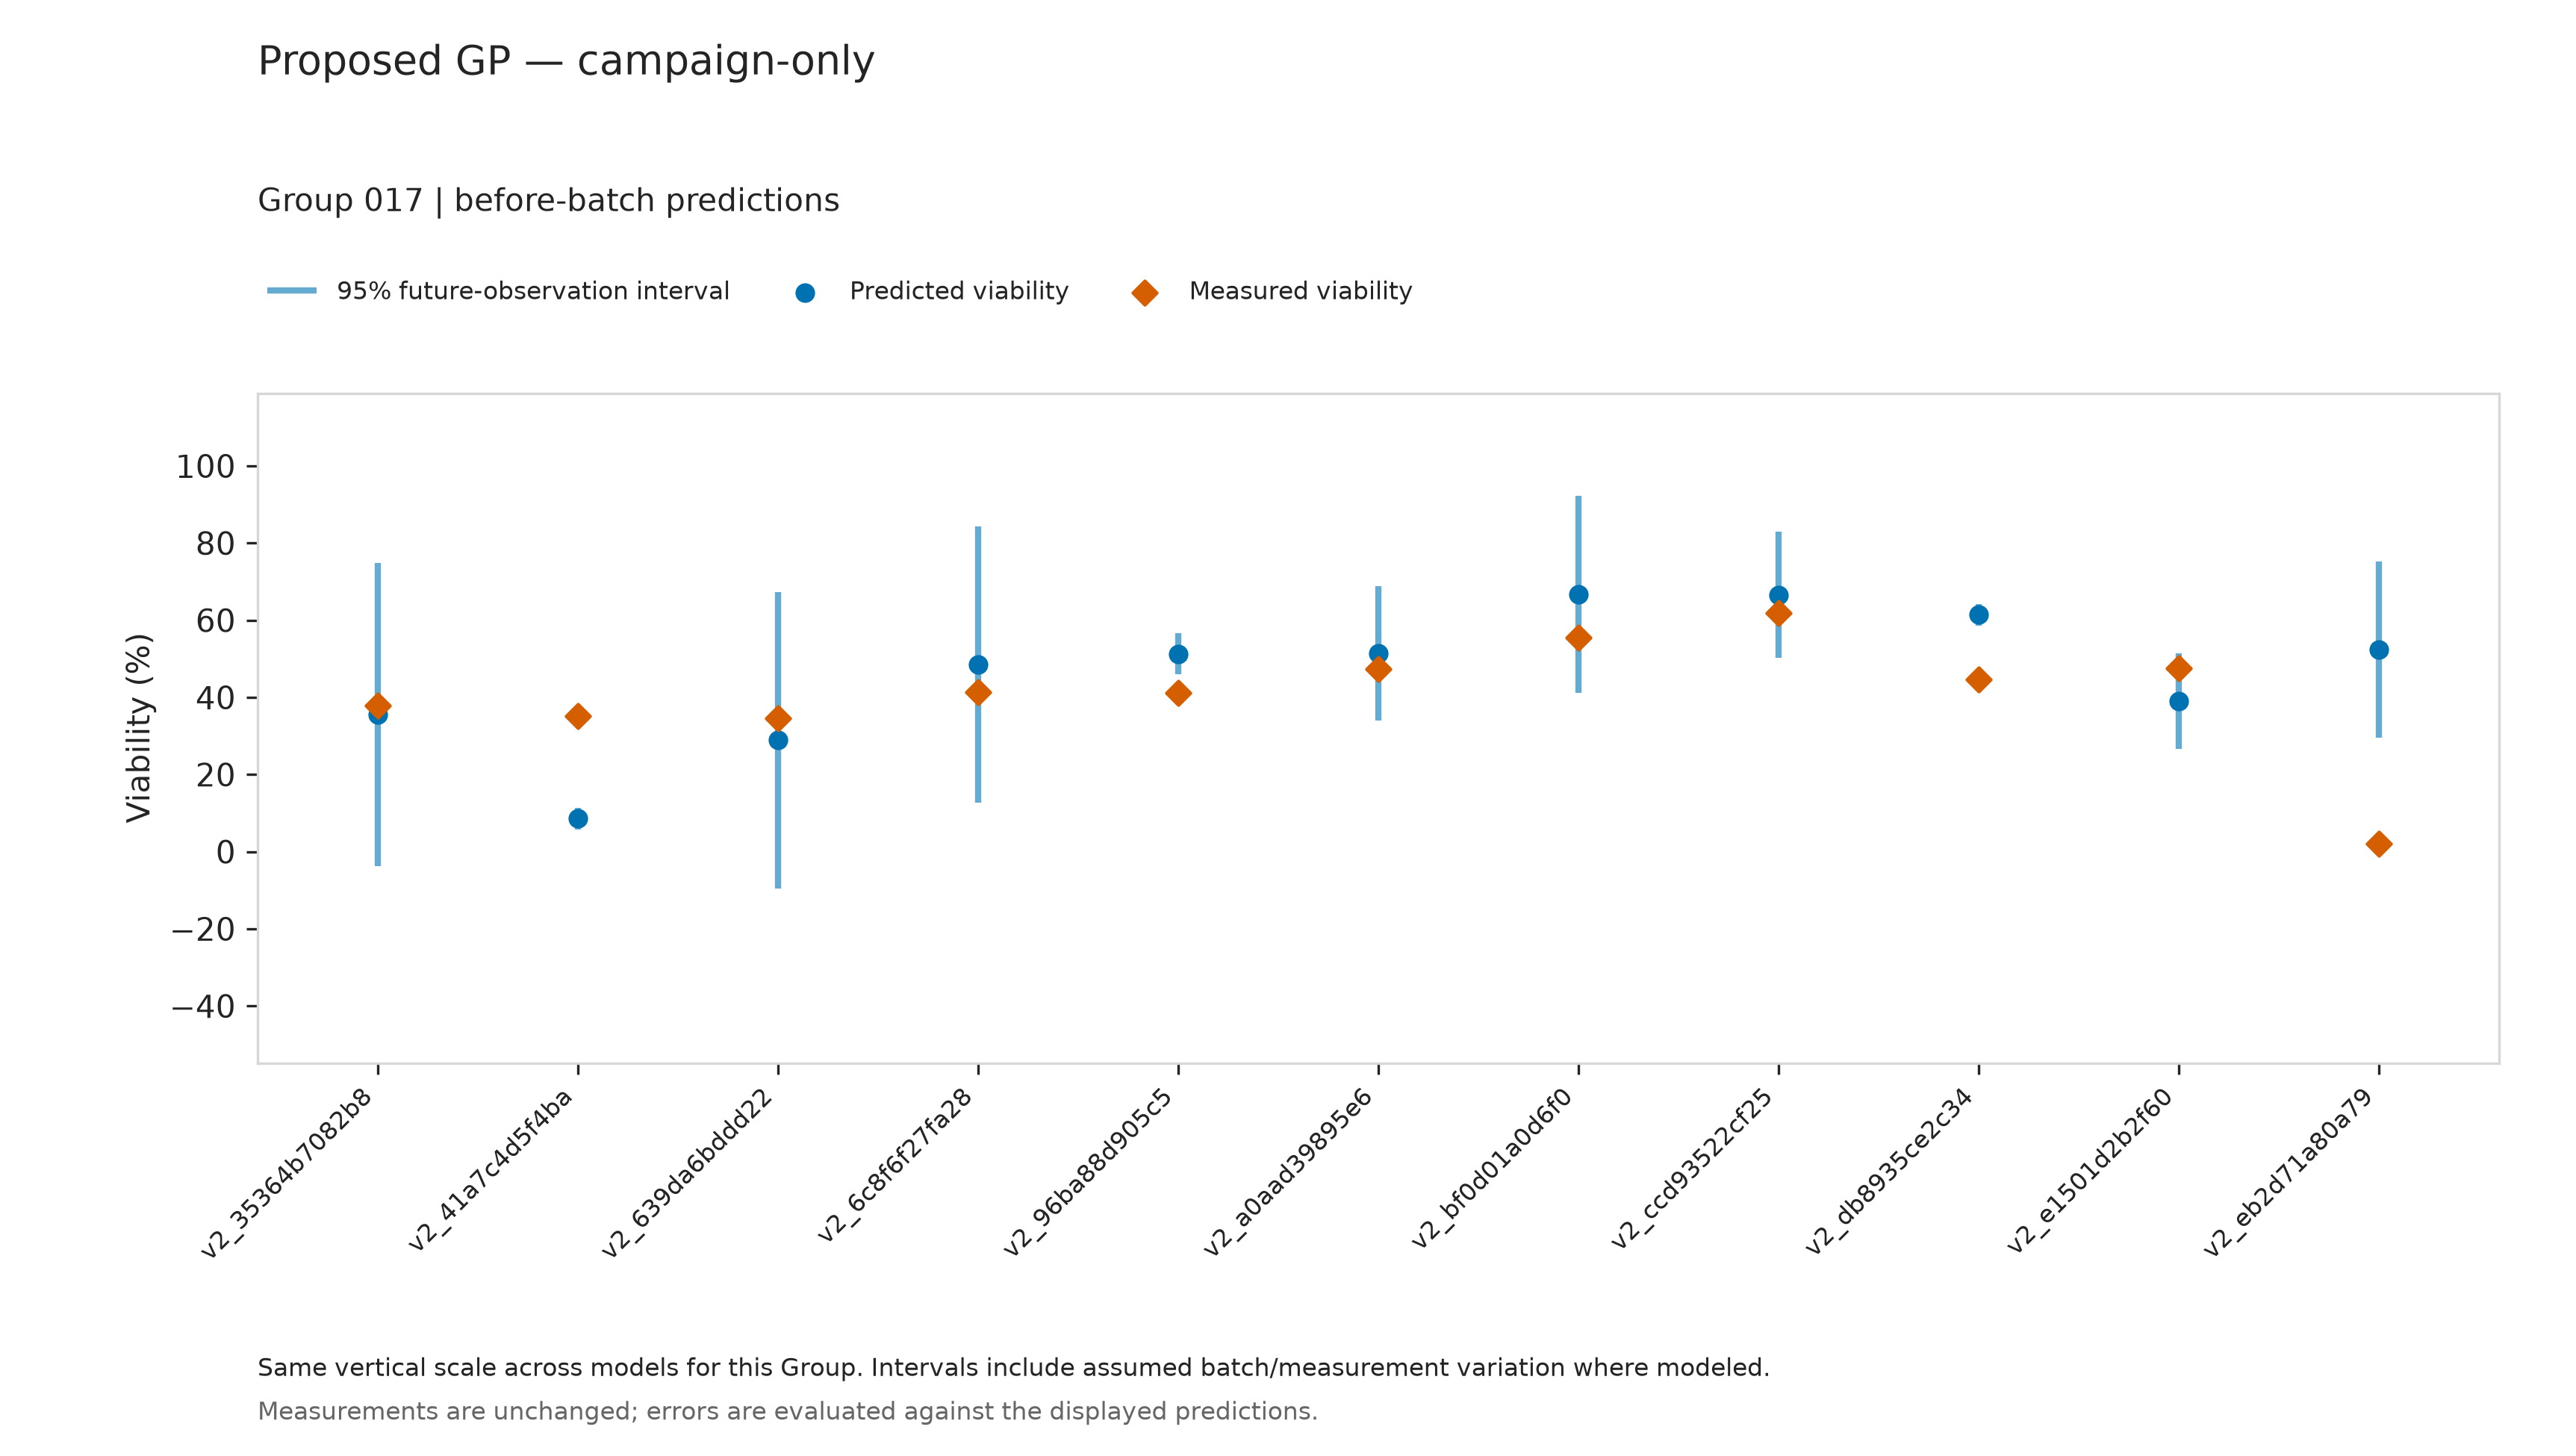 Proposed GP — campaign-only
Group 017 | before-batch predictions
95% future-observation interval
Predicted viability
Measured viability
Viability (%)
100
80
60
40
20
0
−20
−40
v2_35364b7082b8
v2_41a7c4d5f4ba
v2_639da6bddd22
v2_6c8f6f27fa28
v2_96ba88d905c5
v2_a0aad39895e6
v2_bf0d01a0d6f0
v2_ccd93522cf25
v2_db8935ce2c34
v2_e1501d2b2f60
v2_eb2d71a80a79
Same vertical scale across models for this Group. Intervals include assumed batch/measurement variation where modeled.
Measurements are unchanged; errors are evaluated against the displayed predictions.